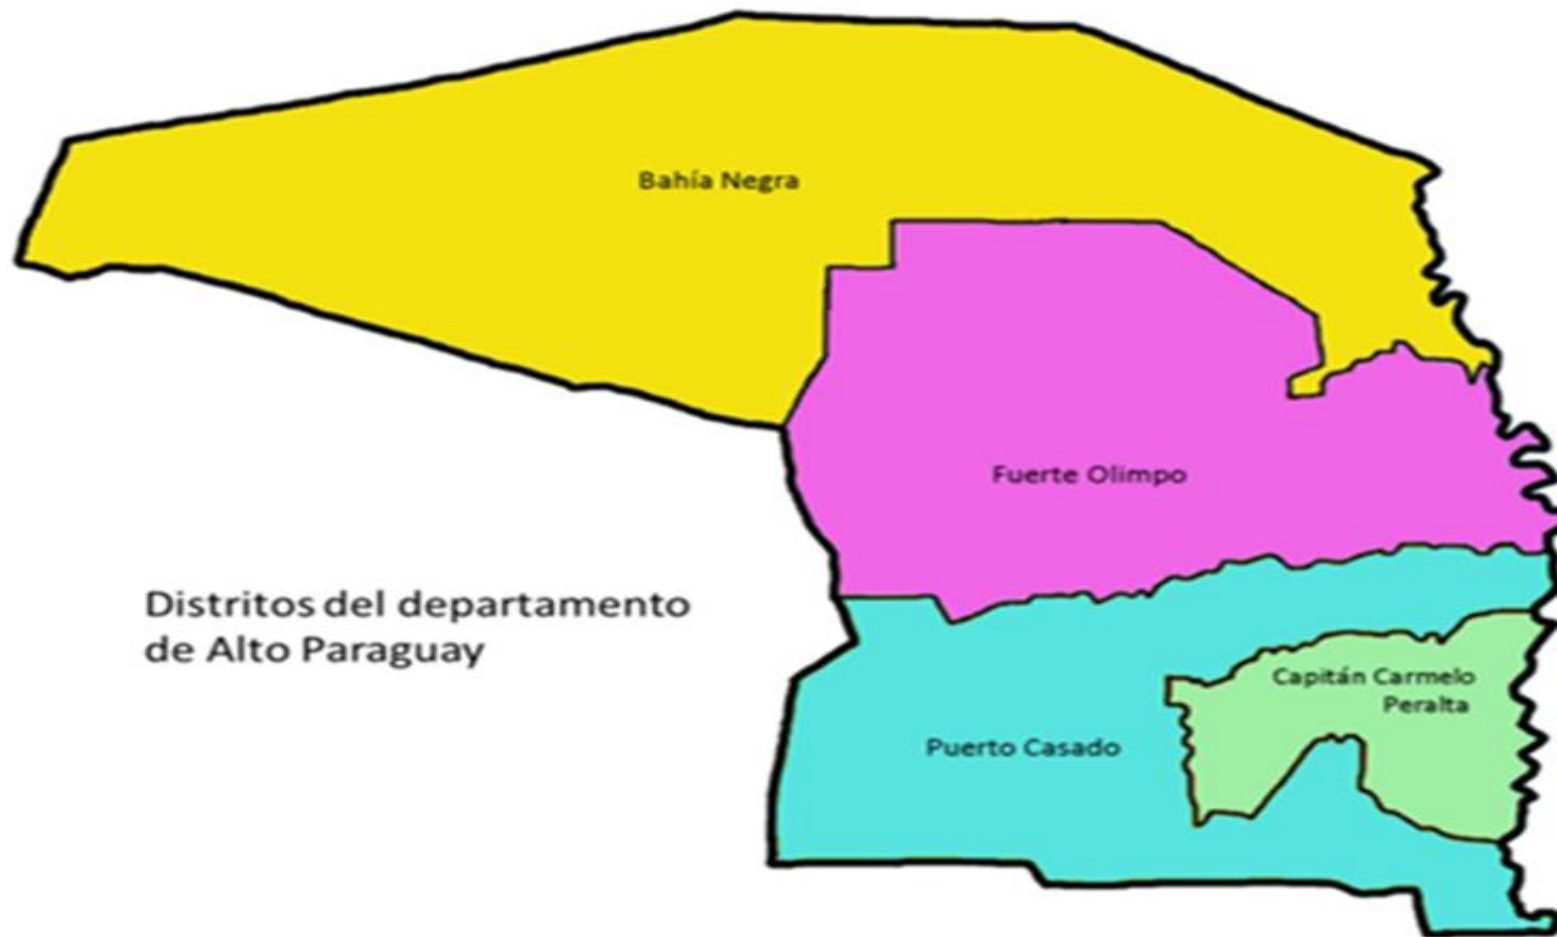 Bahía Negra
Fuerte Olimpo
Distritos del departamento
de Alto Paraguay
Capitán Carmelo
Peralta
Puerto Casado